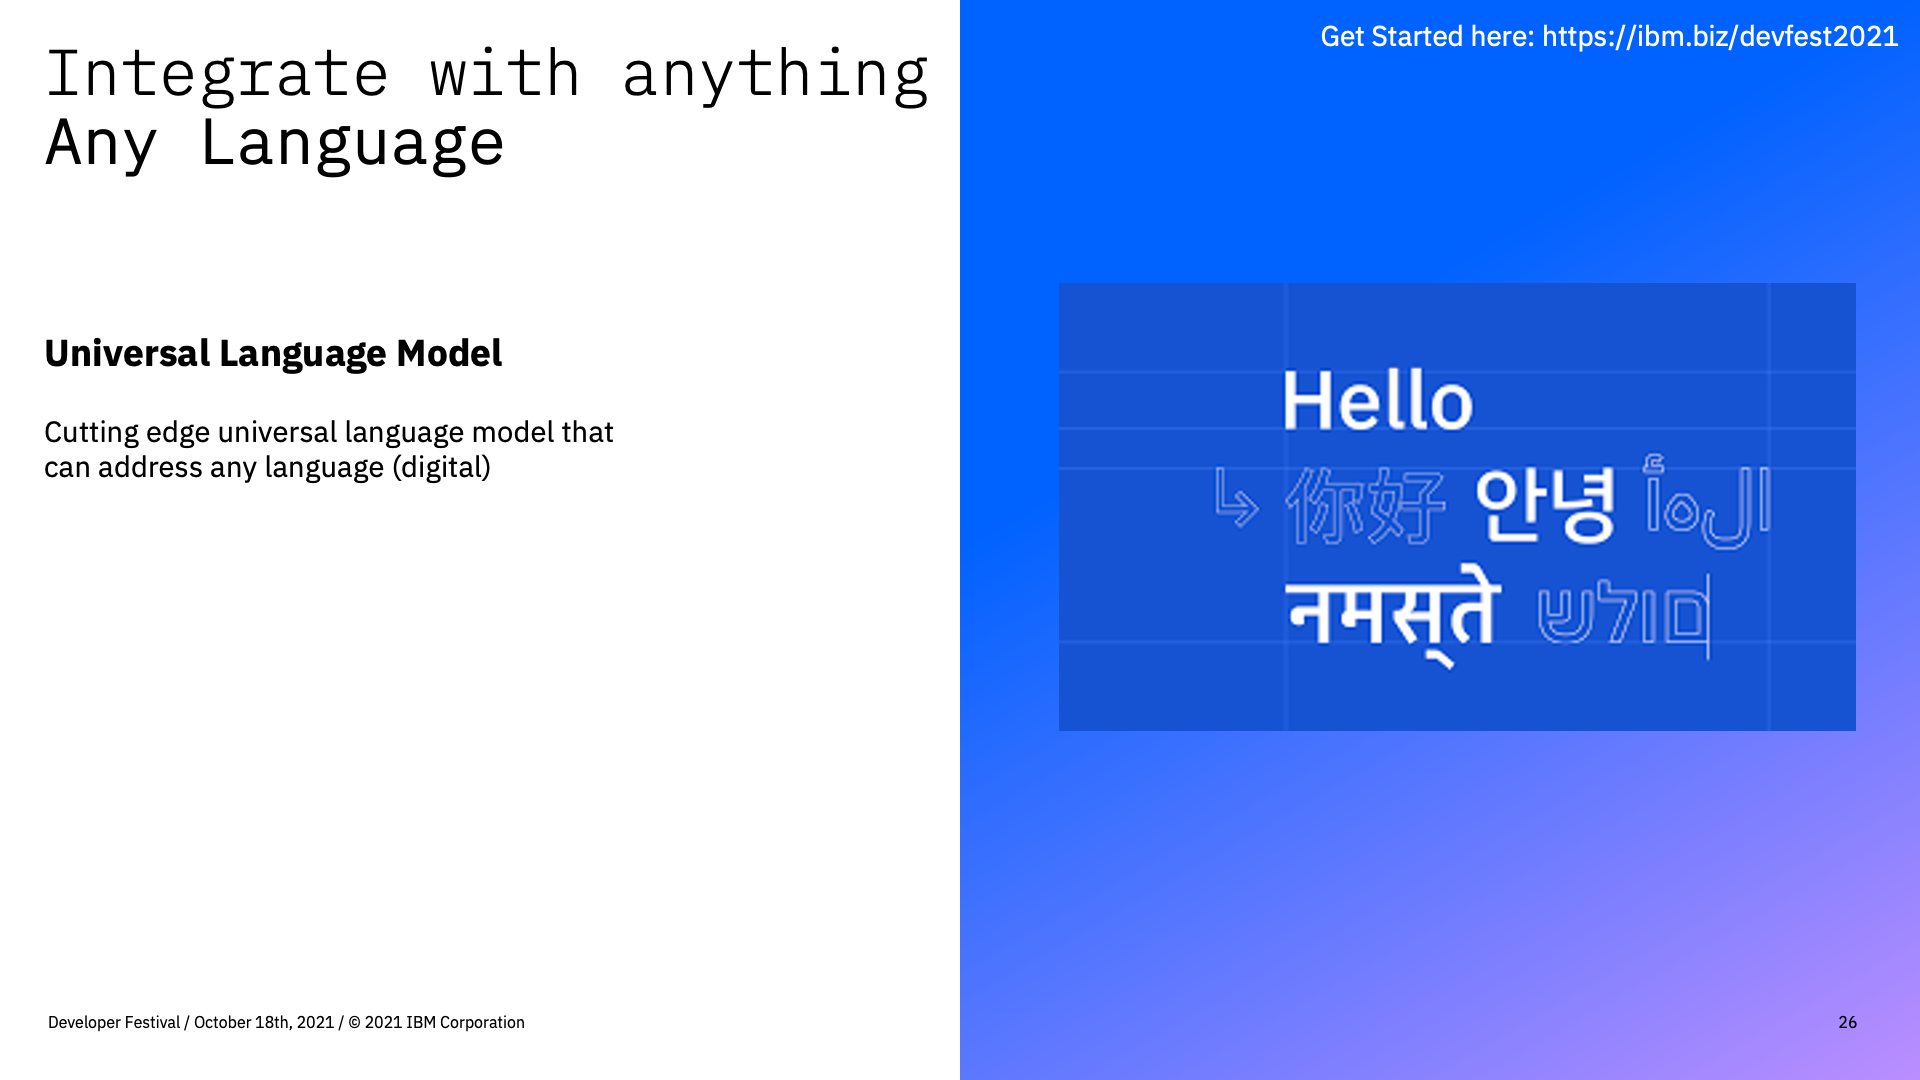 Get Started here: https://ibm.biz/devfest2021
Integrate with anything
Any Language
Universal Language Model
Cutting edge universal language model that
can address any language (digital)
Hello
↳ 你好 안녕
नमस्ते שלום
Developer Festival / October 18th, 2021 / © 2021 IBM Corporation
26